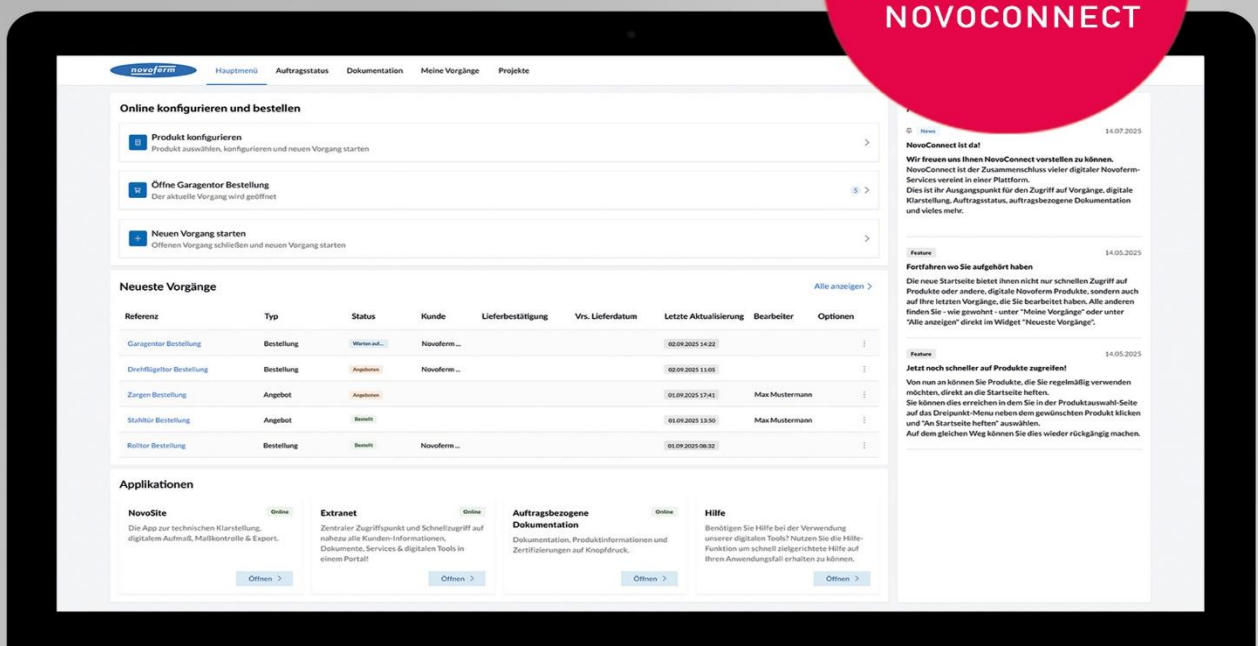 NOVOCONNECT
novoferm
Hauptmenü Auftragsstatus Dokumentation Meine Vorgänge Projekte
Online konfigurieren und bestellen
Produkt konfigurieren
Produkt auswählen, konfigurieren und neuen Vorgang starten
Öffne Garagentor Bestellung
Der aktuelle Vorgang wird geöffnet
5
Neuen Vorgang starten
Offenen Vorgang schließen und neuen Vorgang starten
Neueste Vorgänge
Alle anzeigen
Referenz Typ Status Kunde Lieferbestätigung Vrs. Lieferdatum Letzte Aktualisierung Bearbeiter Optionen
Garagentor Bestellung Bestellung Warten auf... Novoferm ... 02.09.2025 14:22
Drehflügeltor Bestellung Bestellung Angeboten Novoferm ... 02.09.2025 11:05
Zargen Bestellung Angebot Angeboten 01.09.2025 17:41 Max Mustermann
Stahltür Bestellung Angebot Bestellt 01.09.2025 13:50 Max Mustermann
Rolltor Bestellung Bestellung Bestellt Novoferm ... 01.09.2025 08:32
Applikationen
NovoSite Online
Die App zur technischen Klarstellung,
digitalem Aufmaß, Maßkontrolle & Export.
Öffnen
Extranet Online
Zentraler Zugriffspunkt und Schnellzugriff auf
nahezu alle Kunden-Informationen,
Dokumente, Services & digitalen Tools in
einem Portal!
Öffnen
Auftragsbezogene Online
Dokumentation
Dokumentation, Produktinformationen und
Zertifizierungen auf Knopfdruck.
Öffnen
Hilfe
Benötigen Sie Hilfe bei der Verwendung
unserer digitalen Tools? Nutzen Sie die Hilfe-
Funktion um schnell zielgerichtete Hilfe auf
Ihren Anwendungsfall erhalten zu können.
Öffnen
News 14.07.2025
NovoConnect ist da!
Wir freuen uns Ihnen NovoConnect vorstellen zu können.
NovoConnect ist der Zusammenschluss vieler digitaler Novoferm-
Services vereint in einer Plattform.
Dies ist ihr Ausgangspunkt für den Zugriff auf Vorgänge, digitale
Klarstellung, Auftragsstatus, auftragsbezogene Dokumentation
und vieles mehr.
Feature 14.05.2025
Fortfahren wo Sie aufgehört haben
Die neue Startseite bietet ihnen nicht nur schnellen Zugriff auf
Produkte oder andere, digitale Novoferm Produkte, sondern auch
auf Ihre letzten Vorgänge, die Sie bearbeitet haben. Alle anderen
finden Sie - wie gewohnt - unter "Meine Vorgänge" oder unter
"Alle anzeigen" direkt im Widget "Neueste Vorgänge".
Feature 14.05.2025
Jetzt noch schneller auf Produkte zugreifen!
Von nun an können Sie Produkte, die Sie regelmäßig verwenden
möchten, direkt an die Startseite heften.
Sie können dies erreichen in dem Sie in der Produktauswahl-Seite
auf das Dreipunkt-Menu neben dem gewünschten Produkt klicken
und "An Startseite heften" auswählen.
Auf dem gleichen Weg können Sie dies wieder rückgängig machen.